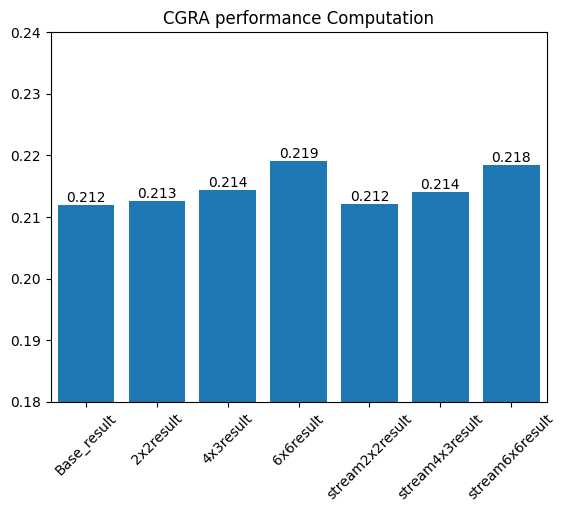 CGRA performance Computation
0.24
0.23
0.22
0.21
0.20
0.19
0.18
0.212
0.213
0.214
0.219
0.212
0.214
0.218
Base_result
2x2result
4x3result
6x6result
stream2x2result
stream4x3result
stream6x6result